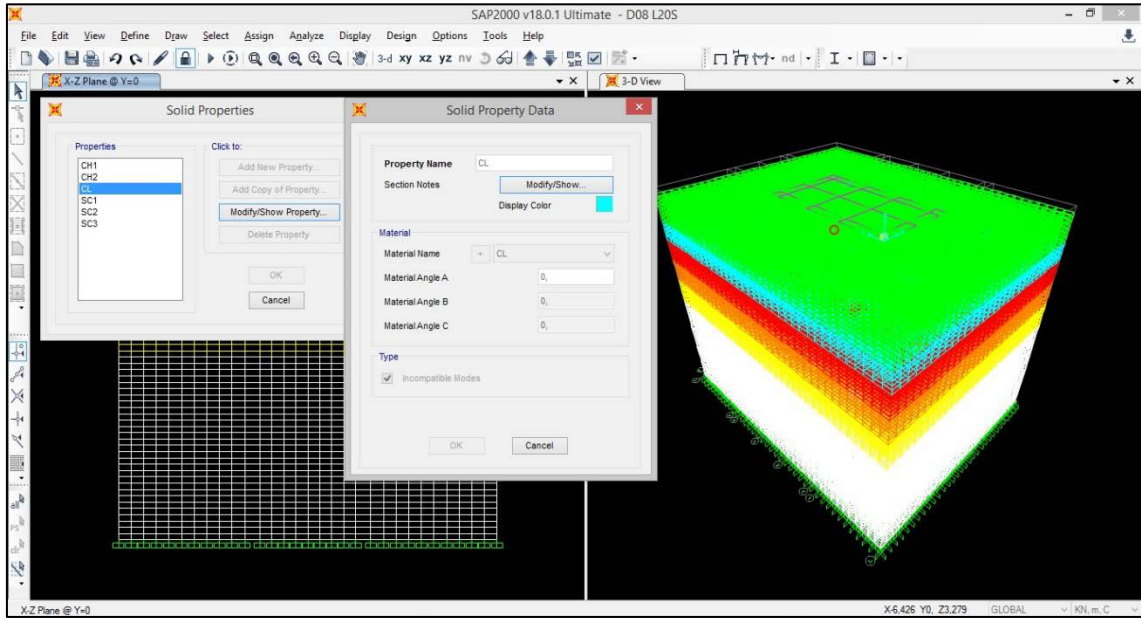 SAP2000 v18.0.1 Ultimate - D08 L20S
File Edit View Define Draw Select Assign Analyze Display Design Options Tools Help
3-d xy xz yz nv
nd
X-Z Plane @ Y=0
3-D View
Solid Properties
Properties
CH1
CH2
CL
SC1
SC2
SC3
Click to:
Add New Property...
Add Copy of Property...
Modify/Show Property...
Delete Property
OK
Cancel
Solid Property Data
Property Name CL
Section Notes Modify/Show...
Display Color
Material
Material Name + CL
Material Angle A 0,
Material Angle B 0,
Material Angle C 0,
Type
Incompatible Modes
OK Cancel
all
PS
clr
X-Z Plane @ Y=0
X-6,426 Y0, Z3,279 GLOBAL KN, m, C